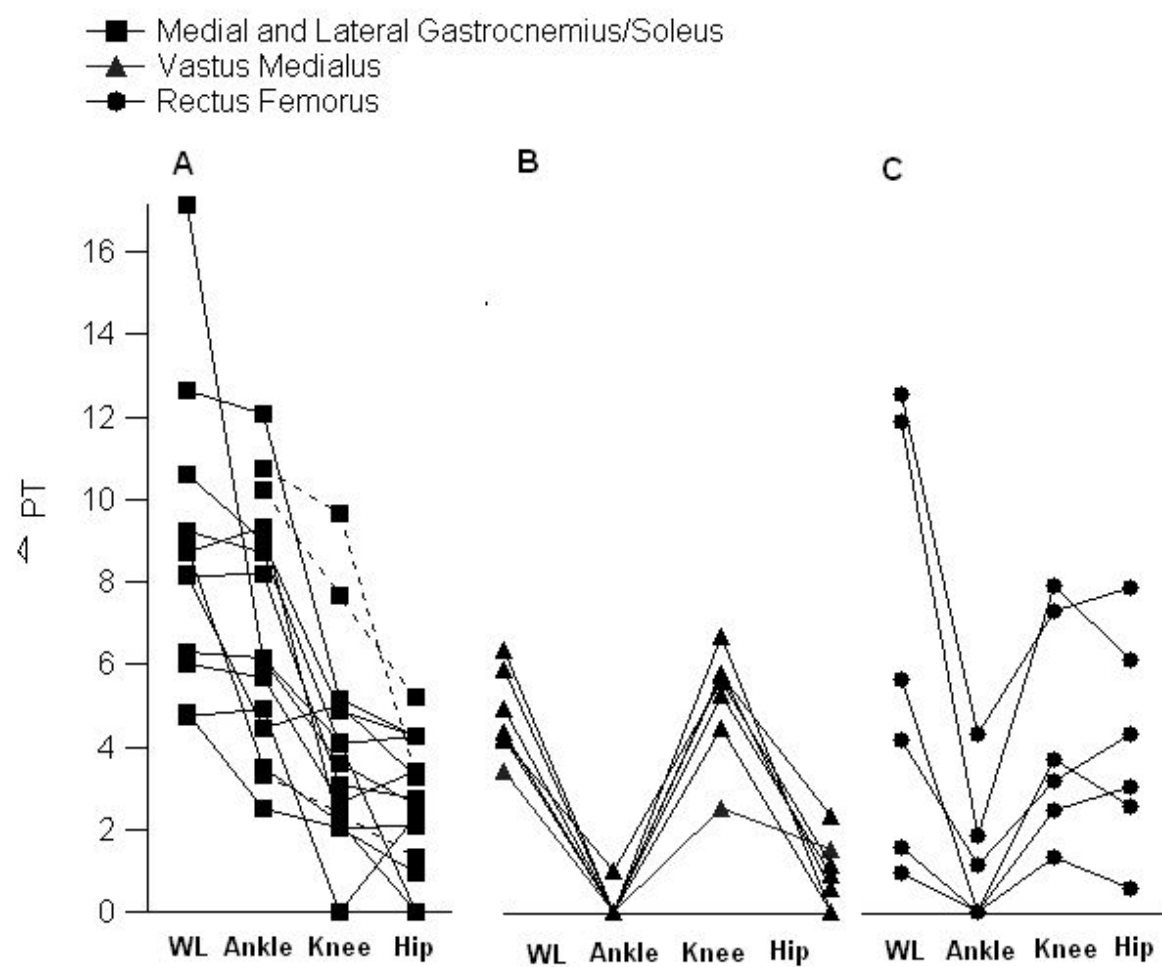 Medial and Lateral Gastrocnemius/Soleus
Vastus Medialus
Rectus Femorus
A B C
16
14
12
10
8
6
4
2
0
Δ PT
WL Ankle Knee Hip WL Ankle Knee Hip WL Ankle Knee Hip